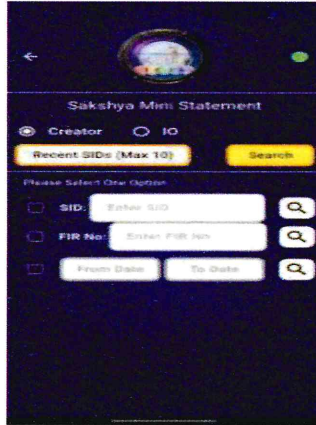 Sakshya Mini Statement
Creator IO
Recent SIDs (Max 10) Search
Please Select One Option
SID: Enter SID
FIR No: Enter FIR No
From Date To Date